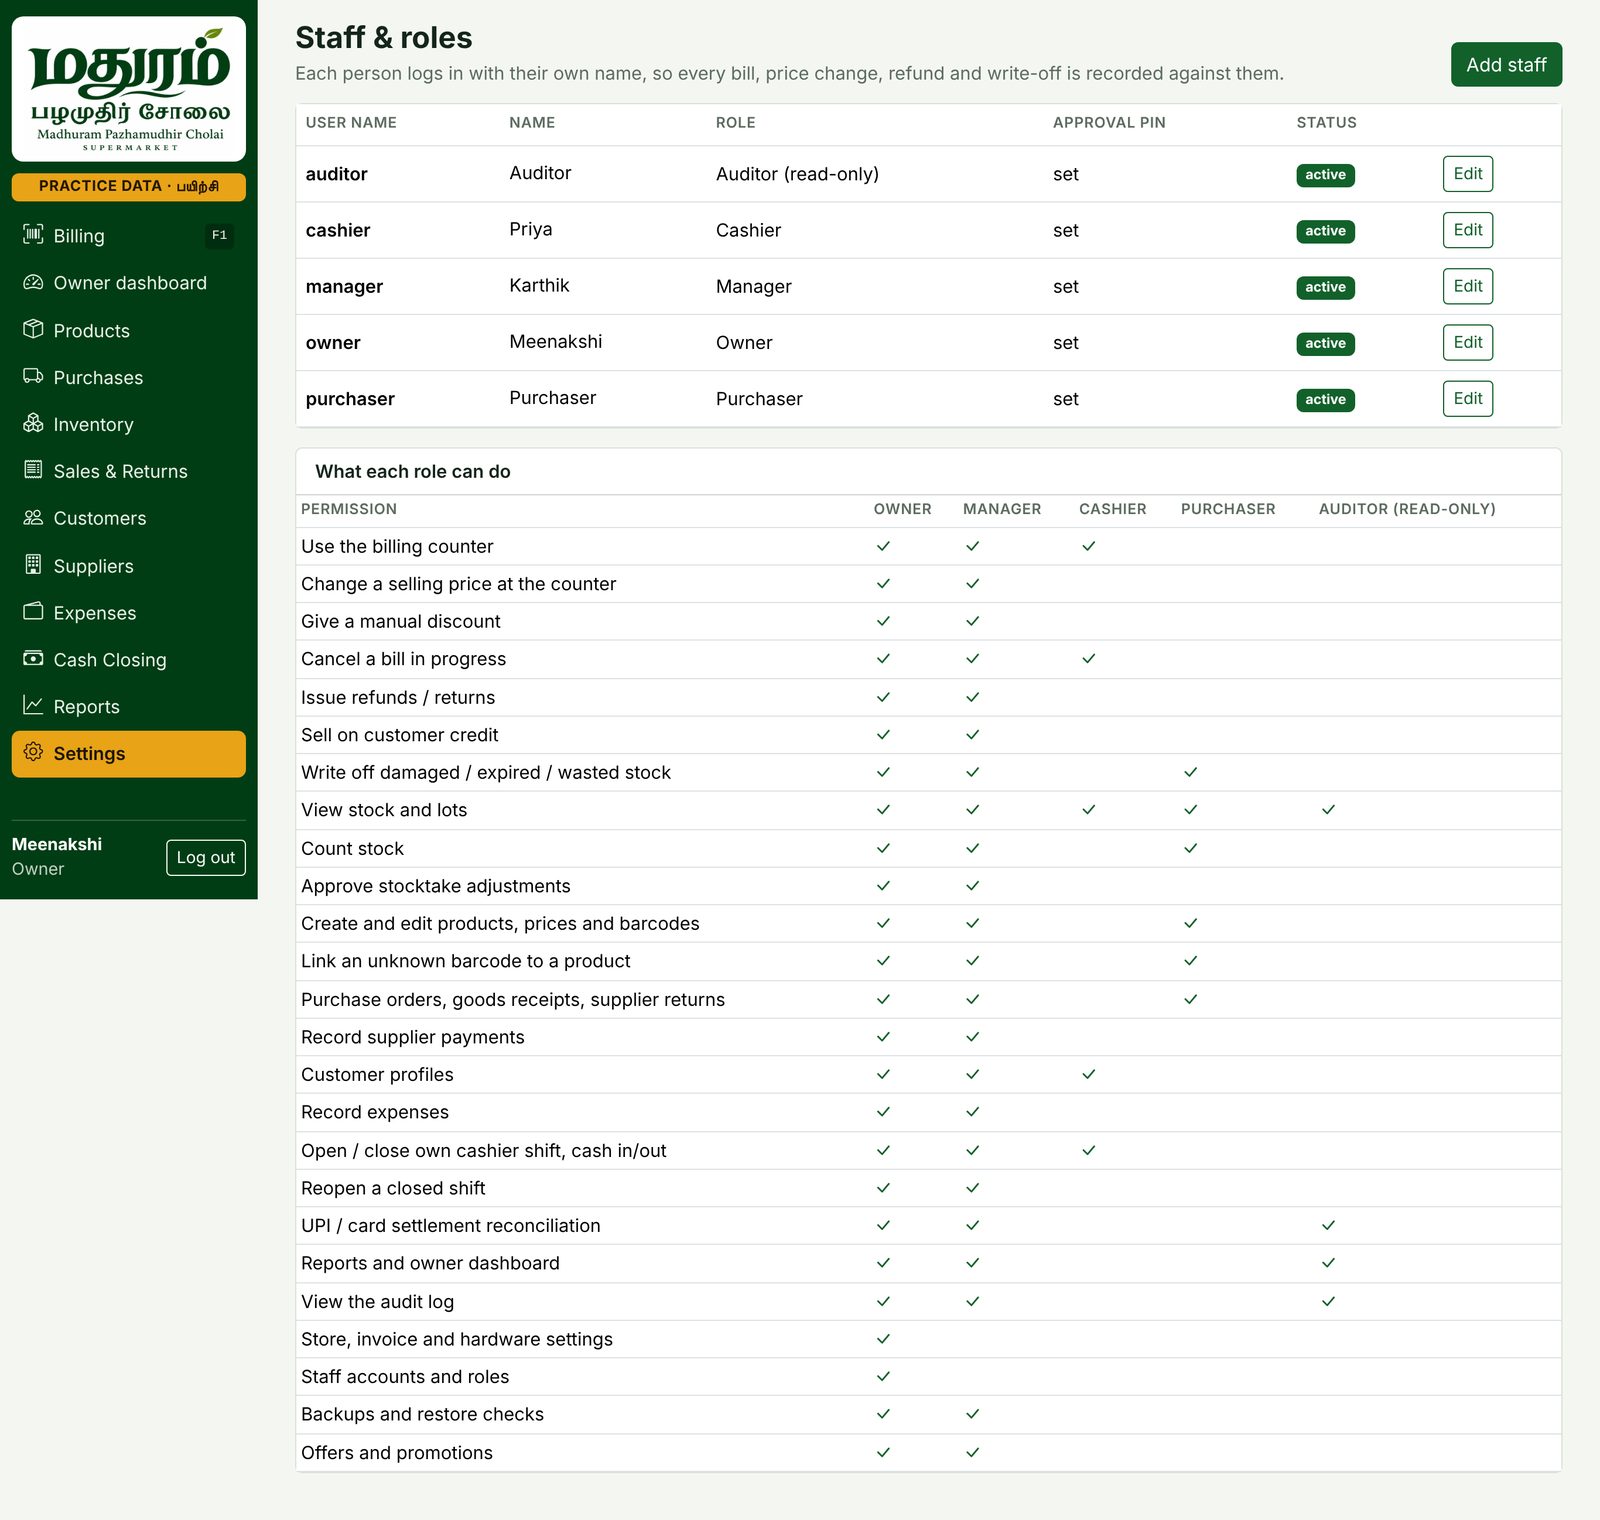 மதுரம்
பழமுதிர் சோலை
Madhuram Pazhamudhir Cholai
SUPERMARKET
PRACTICE DATA · பயிற்சி
Billing F1
Owner dashboard
Products
Purchases
Inventory
Sales & Returns
Customers
Suppliers
Expenses
Cash Closing
Reports
Settings
Meenakshi
Owner
Log out
Staff & roles
Each person logs in with their own name, so every bill, price change, refund and write-off is recorded against them.
Add staff
USER NAME NAME ROLE APPROVAL PIN STATUS
auditor Auditor Auditor (read-only) set active Edit
cashier Priya Cashier set active Edit
manager Karthik Manager set active Edit
owner Meenakshi Owner set active Edit
purchaser Purchaser Purchaser set active Edit
What each role can do
PERMISSION OWNER MANAGER CASHIER PURCHASER AUDITOR (READ-ONLY)
Use the billing counter ✓ ✓ ✓
Change a selling price at the counter ✓ ✓
Give a manual discount ✓ ✓
Cancel a bill in progress ✓ ✓ ✓
Issue refunds / returns ✓ ✓
Sell on customer credit ✓ ✓
Write off damaged / expired / wasted stock ✓ ✓ ✓
View stock and lots ✓ ✓ ✓ ✓ ✓
Count stock ✓ ✓ ✓
Approve stocktake adjustments ✓ ✓
Create and edit products, prices and barcodes ✓ ✓ ✓
Link an unknown barcode to a product ✓ ✓ ✓
Purchase orders, goods receipts, supplier returns ✓ ✓ ✓
Record supplier payments ✓ ✓
Customer profiles ✓ ✓ ✓
Record expenses ✓ ✓
Open / close own cashier shift, cash in/out ✓ ✓ ✓
Reopen a closed shift ✓ ✓
UPI / card settlement reconciliation ✓ ✓ ✓
Reports and owner dashboard ✓ ✓ ✓
View the audit log ✓ ✓ ✓
Store, invoice and hardware settings ✓
Staff accounts and roles ✓
Backups and restore checks ✓ ✓
Offers and promotions ✓ ✓